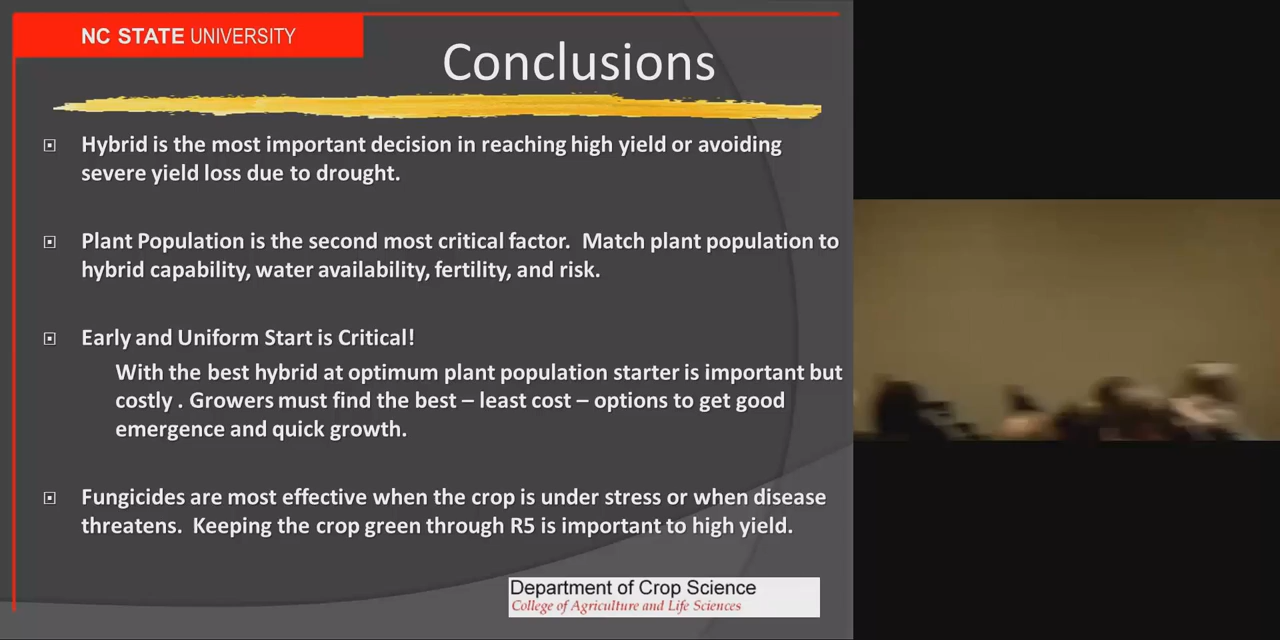 NC STATE UNIVERSITY
Conclusions
Hybrid is the most important decision in reaching high yield or avoiding
severe yield loss due to drought.
Plant Population is the second most critical factor. Match plant population to
hybrid capability, water availability, fertility, and risk.
Early and Uniform Start is Critical!
With the best hybrid at optimum plant population starter is important but
costly . Growers must find the best – least cost – options to get good
emergence and quick growth.
Fungicides are most effective when the crop is under stress or when disease
threatens. Keeping the crop green through R5 is important to high yield.
Department of Crop Science
College of Agriculture and Life Sciences